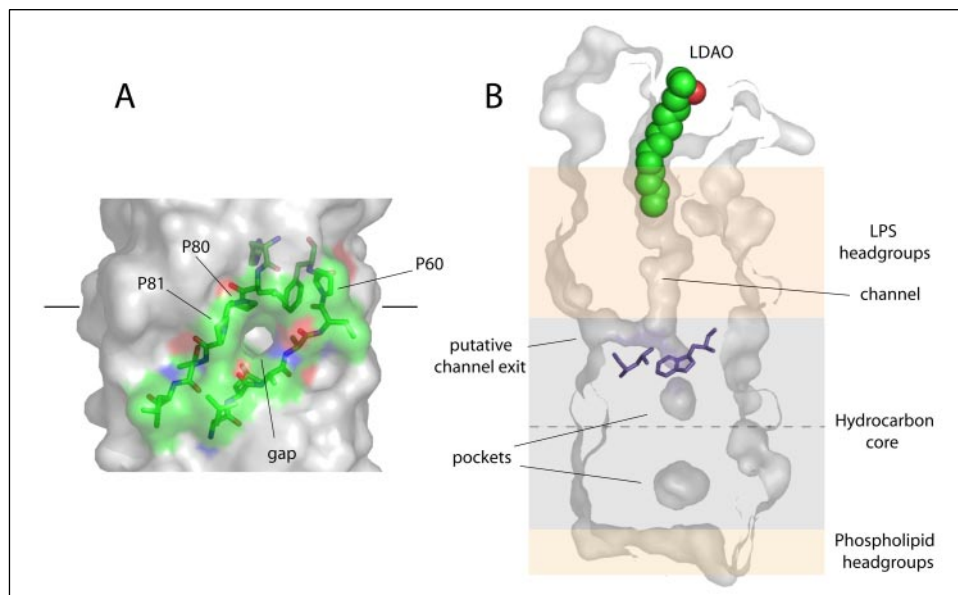 A
P80
P81
P60
gap
B
LDAO
LPS
headgroups
channel
putative
channel exit
Hydrocarbon
core
pockets
Phospholipid
headgroups